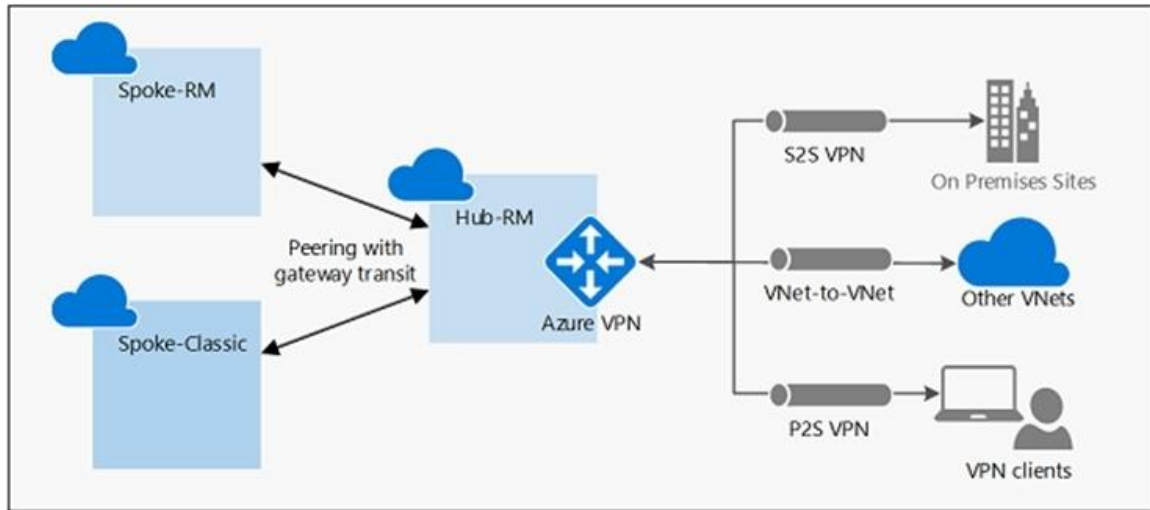 Spoke-RM
Peering with
gateway transit
Spoke-Classic
Hub-RM
Azure VPN
S2S VPN
On Premises Sites
VNet-to-VNet
Other VNets
P2S VPN
VPN clients